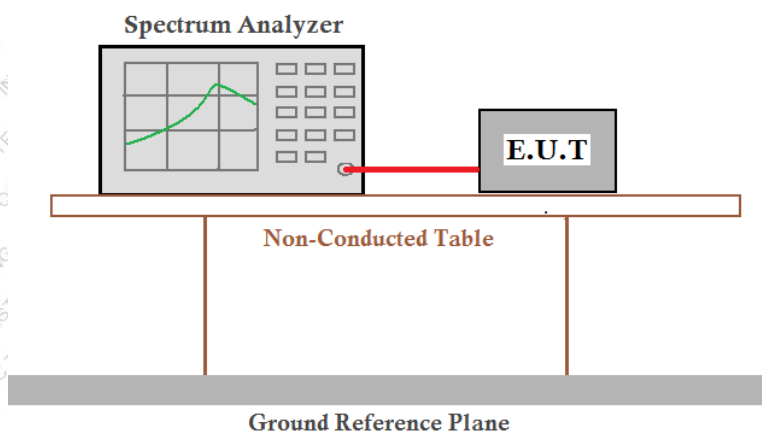 Spectrum Analyzer
E.U.T
Non-Conducted Table
Ground Reference Plane